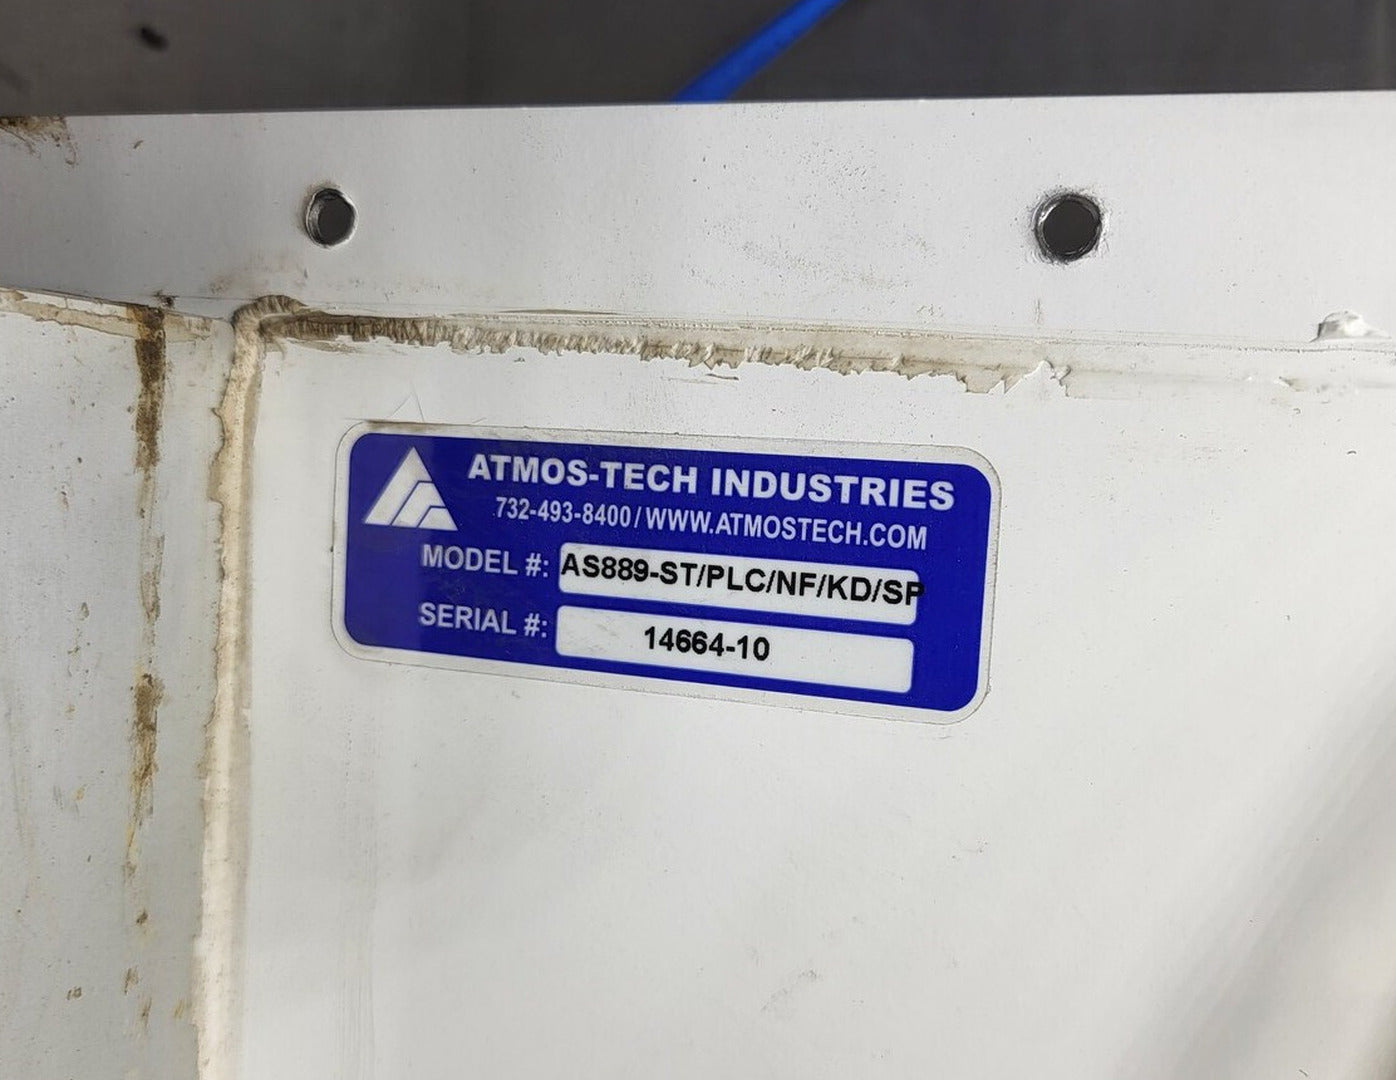 ATMOS-TECH INDUSTRIES
732-493-8400/WWW.ATMOSTECH.COM
MODEL #: AS889-ST/PLC/NF/KD/SP
SERIAL #: 14664-10